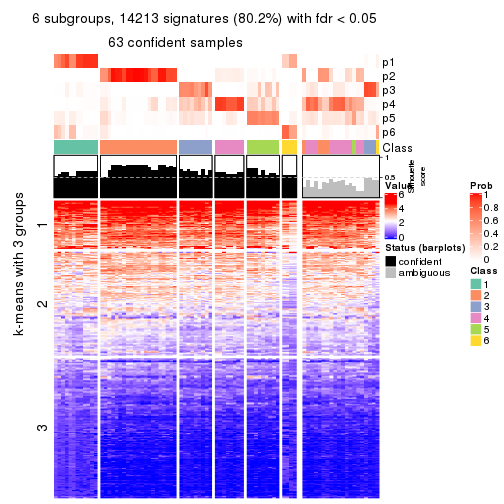 6 subgroups, 14213 signatures (80.2%) with fdr < 0.05
63 confident samples
p1
p2
p3
p4
p5
p6
Class
1
0.5
0
Silhouette
score
k-means with 3 groups
1
2
3
Value
6
4
2
0
Status (barplots)
confident
ambiguous
Prob
1
0.8
0.6
0.4
0.2
0
Class
1
2
3
4
5
6